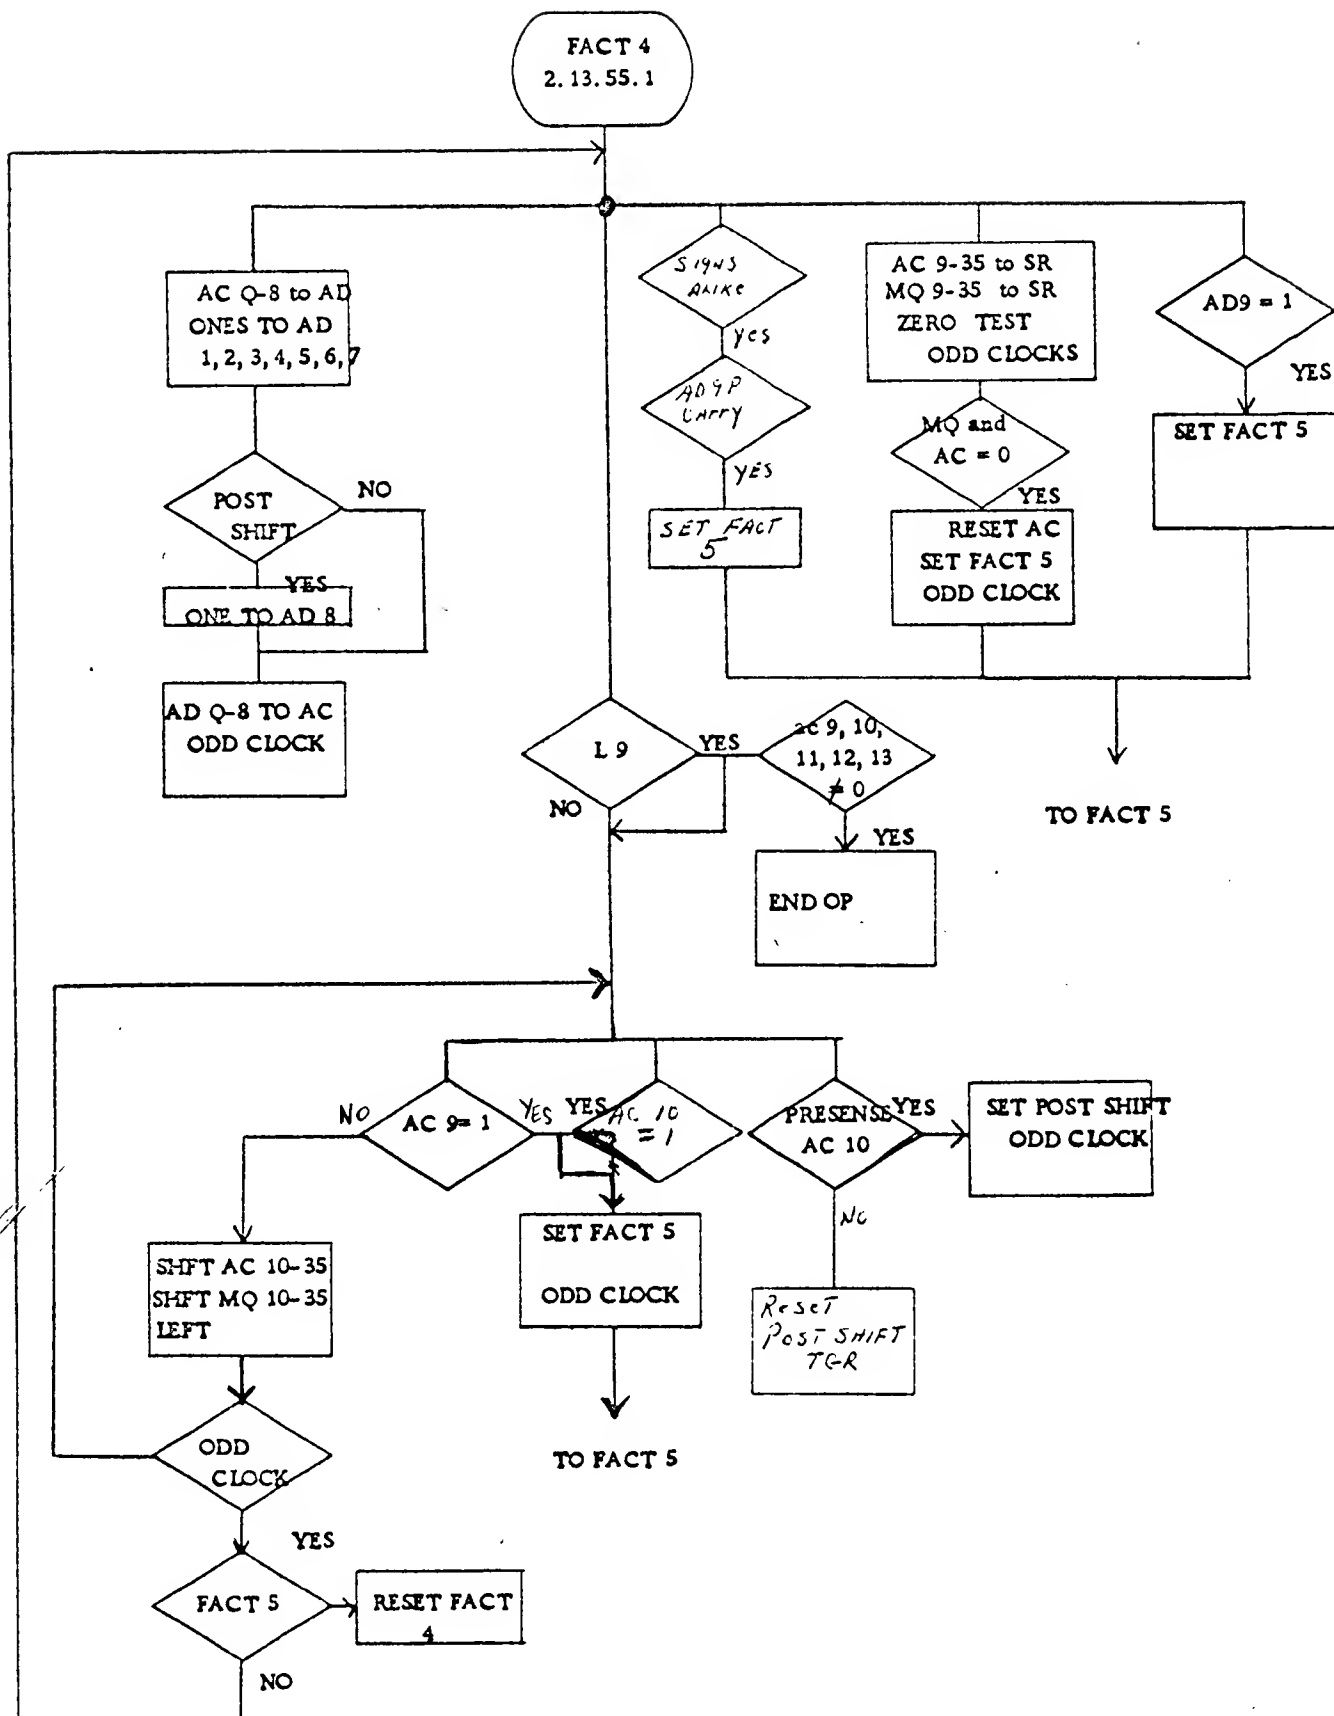 FACT 4
2.13.55.1
AC Q-8 to AD
ONES TO AD
1, 2, 3, 4, 5, 6, 7
POST
SHIFT
NO
YES
ONE TO AD 8
AD Q-8 TO AC
ODD CLOCK
SIGNS
ALIKE
YES
AD 9 P
CARRY
YES
SET FACT
5
AC 9-35 to SR
MQ 9-35 to SR
ZERO TEST
ODD CLOCKS
MQ and
AC = 0
YES
RESET AC
SET FACT 5
ODD CLOCK
AD9 = 1
YES
SET FACT 5
TO FACT 5
L 9
YES
NO
ac 9, 10,
11, 12, 13
≠ 0
YES
END OP
NO
AC 9= 1
YES
YES
AC 10
= 1
PRESENSE
AC 10
YES
SET POST SHIFT
ODD CLOCK
NO
Reset
POST SHIFT
TGR
SET FACT 5
ODD CLOCK
TO FACT 5
SHFT AC 10-35
SHFT MQ 10-35
LEFT
ODD
CLOCK
YES
FACT 5
RESET FACT
4
NO